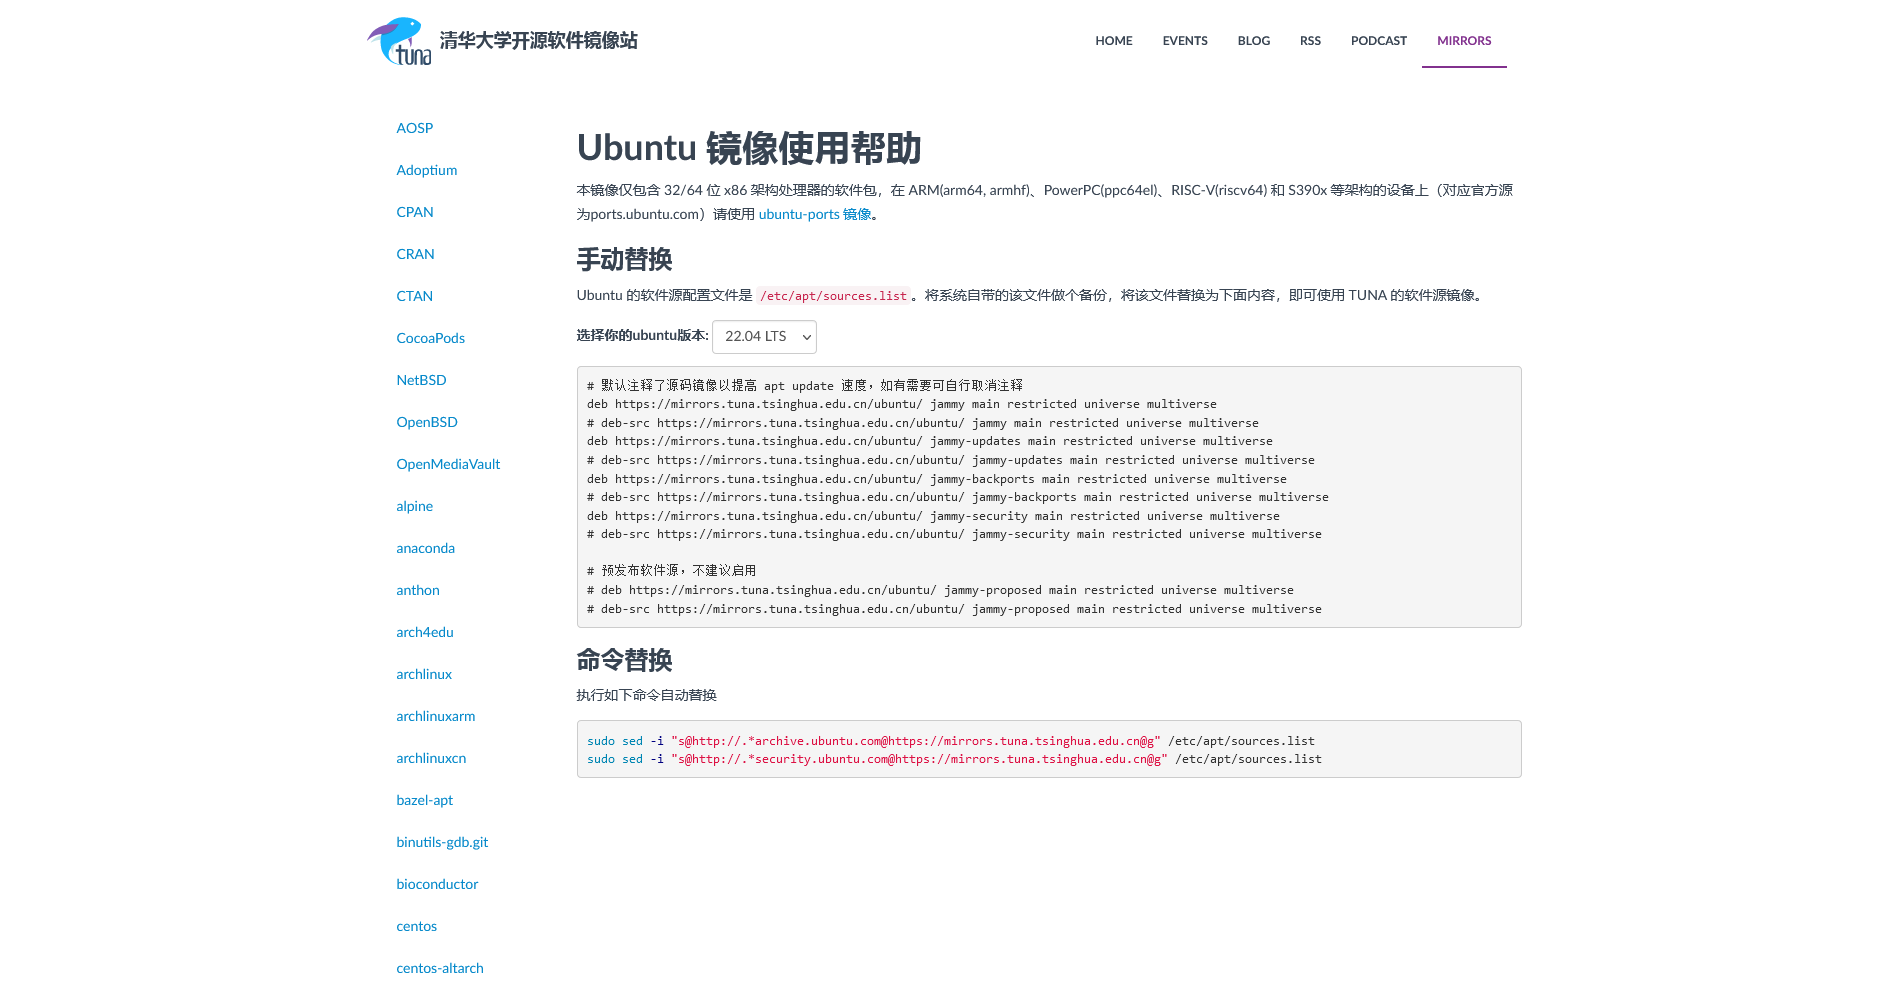 tuna 清华大学开源软件镜像站
HOME EVENTS BLOG RSS PODCAST MIRRORS
AOSP
Adoptium
CPAN
CRAN
CTAN
CocoaPods
NetBSD
OpenBSD
OpenMediaVault
alpine
anaconda
anthon
arch4edu
archlinux
archlinuxarm
archlinuxcn
bazel-apt
binutils-gdb.git
bioconductor
centos
centos-altarch
Ubuntu 镜像使用帮助
本镜像仅包含 32/64 位 x86 架构处理器的软件包，在 ARM(arm64, armhf)、PowerPC(ppc64el)、RISC-V(riscv64) 和 S390x 等架构的设备上（对应官方源
为ports.ubuntu.com）请使用 ubuntu-ports 镜像。
手动替换
Ubuntu 的软件源配置文件是 /etc/apt/sources.list。将系统自带的该文件做个备份，将该文件替换为下面内容，即可使用 TUNA 的软件源镜像。
选择你的ubuntu版本: 22.04 LTS
# 默认注释了源码镜像以提高 apt update 速度，如有需要可自行取消注释
deb https://mirrors.tuna.tsinghua.edu.cn/ubuntu/ jammy main restricted universe multiverse
# deb-src https://mirrors.tuna.tsinghua.edu.cn/ubuntu/ jammy main restricted universe multiverse
deb https://mirrors.tuna.tsinghua.edu.cn/ubuntu/ jammy-updates main restricted universe multiverse
# deb-src https://mirrors.tuna.tsinghua.edu.cn/ubuntu/ jammy-updates main restricted universe multiverse
deb https://mirrors.tuna.tsinghua.edu.cn/ubuntu/ jammy-backports main restricted universe multiverse
# deb-src https://mirrors.tuna.tsinghua.edu.cn/ubuntu/ jammy-backports main restricted universe multiverse
deb https://mirrors.tuna.tsinghua.edu.cn/ubuntu/ jammy-security main restricted universe multiverse
# deb-src https://mirrors.tuna.tsinghua.edu.cn/ubuntu/ jammy-security main restricted universe multiverse
# 预发布软件源，不建议启用
# deb https://mirrors.tuna.tsinghua.edu.cn/ubuntu/ jammy-proposed main restricted universe multiverse
# deb-src https://mirrors.tuna.tsinghua.edu.cn/ubuntu/ jammy-proposed main restricted universe multiverse
命令替换
执行如下命令自动替换
sudo sed -i "s@http://.*archive.ubuntu.com@https://mirrors.tuna.tsinghua.edu.cn@g" /etc/apt/sources.list
sudo sed -i "s@http://.*security.ubuntu.com@https://mirrors.tuna.tsinghua.edu.cn@g" /etc/apt/sources.list